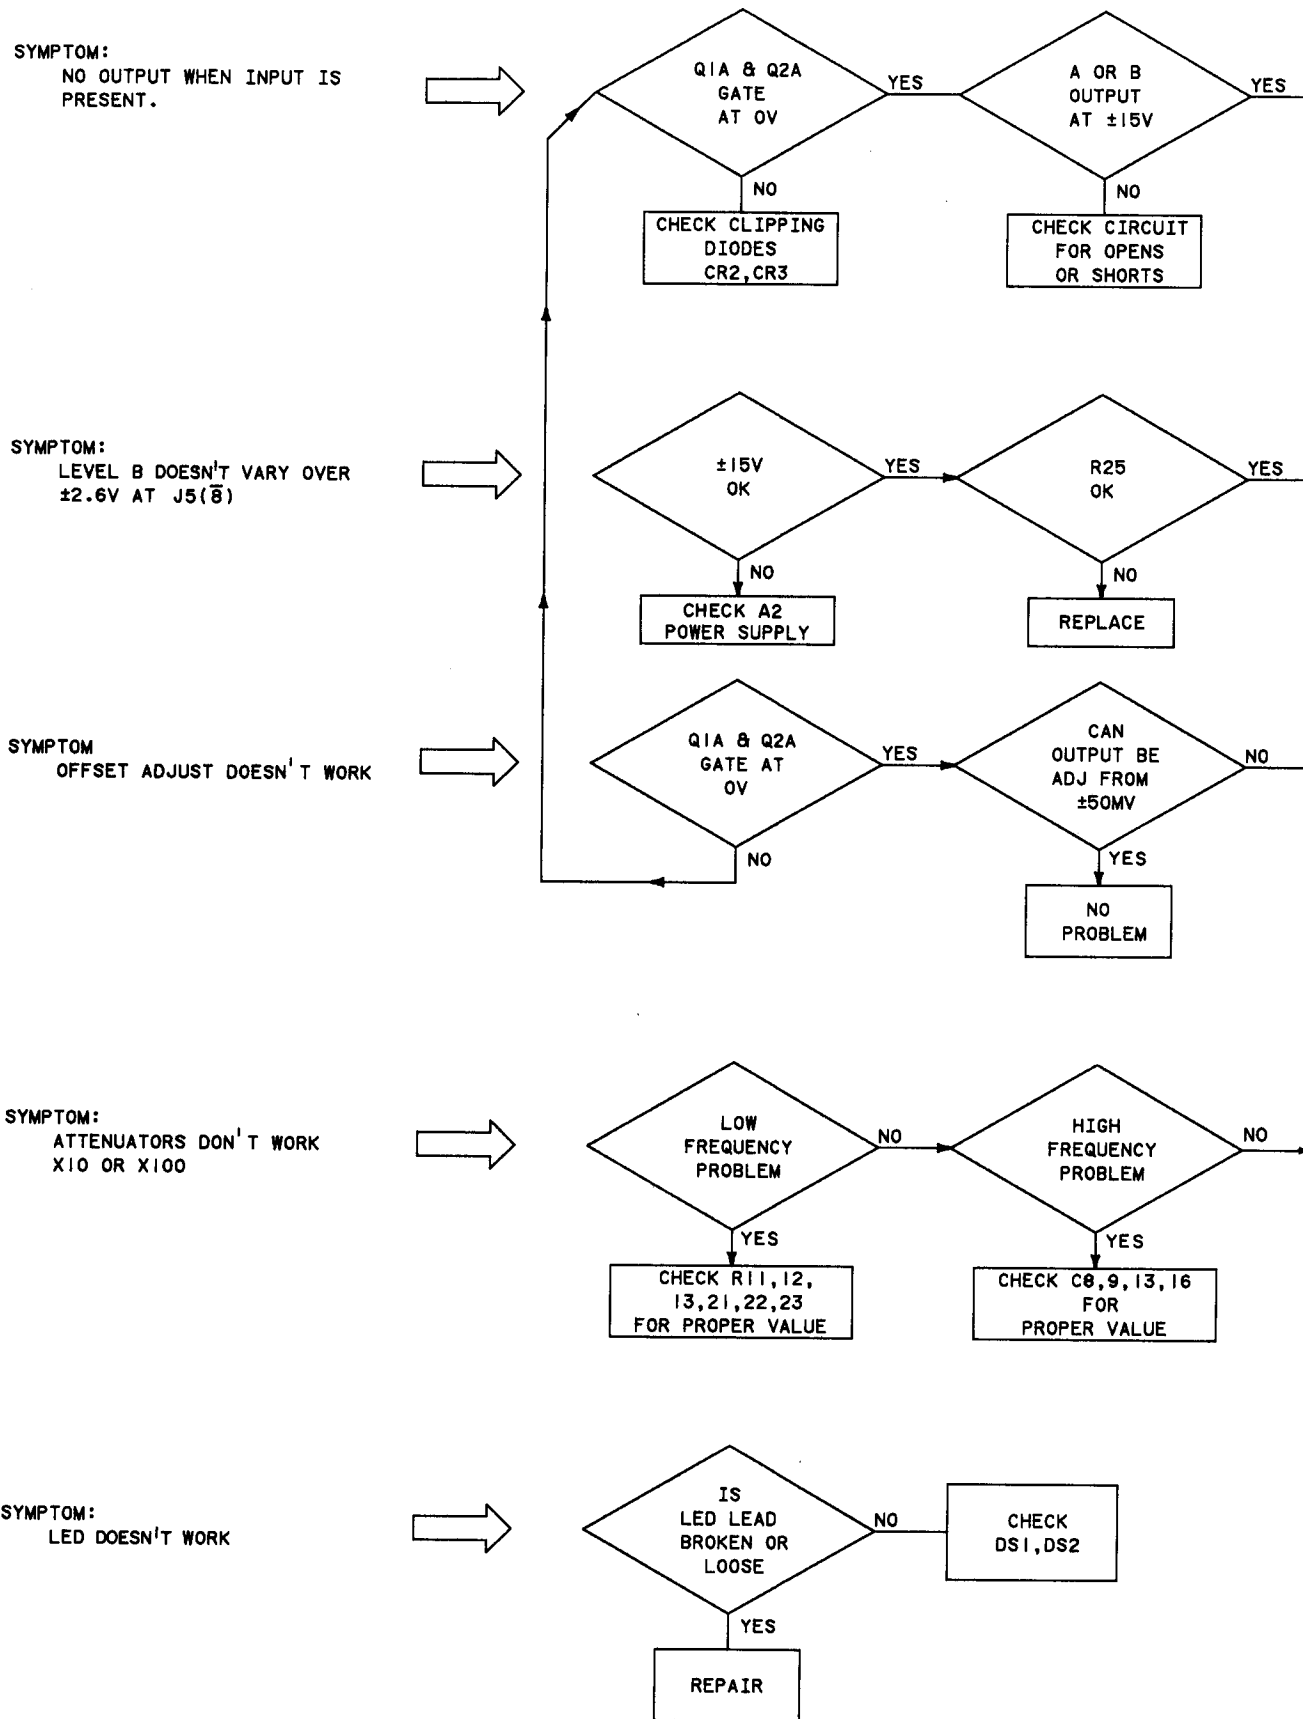 SYMPTOM:
NO OUTPUT WHEN INPUT IS
PRESENT.
Q1A & Q2A
GATE
AT 0V
YES
NO
CHECK CLIPPING
DIODES
CR2,CR3
A OR B
OUTPUT
AT ±15V
YES
NO
CHECK CIRCUIT
FOR OPENS
OR SHORTS
SYMPTOM:
LEVEL B DOESN'T VARY OVER
±2.6V AT J5(8̅)
±15V
OK
YES
NO
CHECK A2
POWER SUPPLY
R25
OK
YES
NO
REPLACE
SYMPTOM
OFFSET ADJUST DOESN'T WORK
Q1A & Q2A
GATE AT
0V
YES
NO
CAN
OUTPUT BE
ADJ FROM
±50MV
NO
YES
NO
PROBLEM
SYMPTOM:
ATTENUATORS DON'T WORK
X10 OR X100
LOW
FREQUENCY
PROBLEM
NO
YES
CHECK R11,12,
13,21,22,23
FOR PROPER VALUE
HIGH
FREQUENCY
PROBLEM
NO
YES
CHECK C8,9,13,16
FOR
PROPER VALUE
SYMPTOM:
LED DOESN'T WORK
IS
LED LEAD
BROKEN OR
LOOSE
NO
YES
REPAIR
CHECK
DS1,DS2